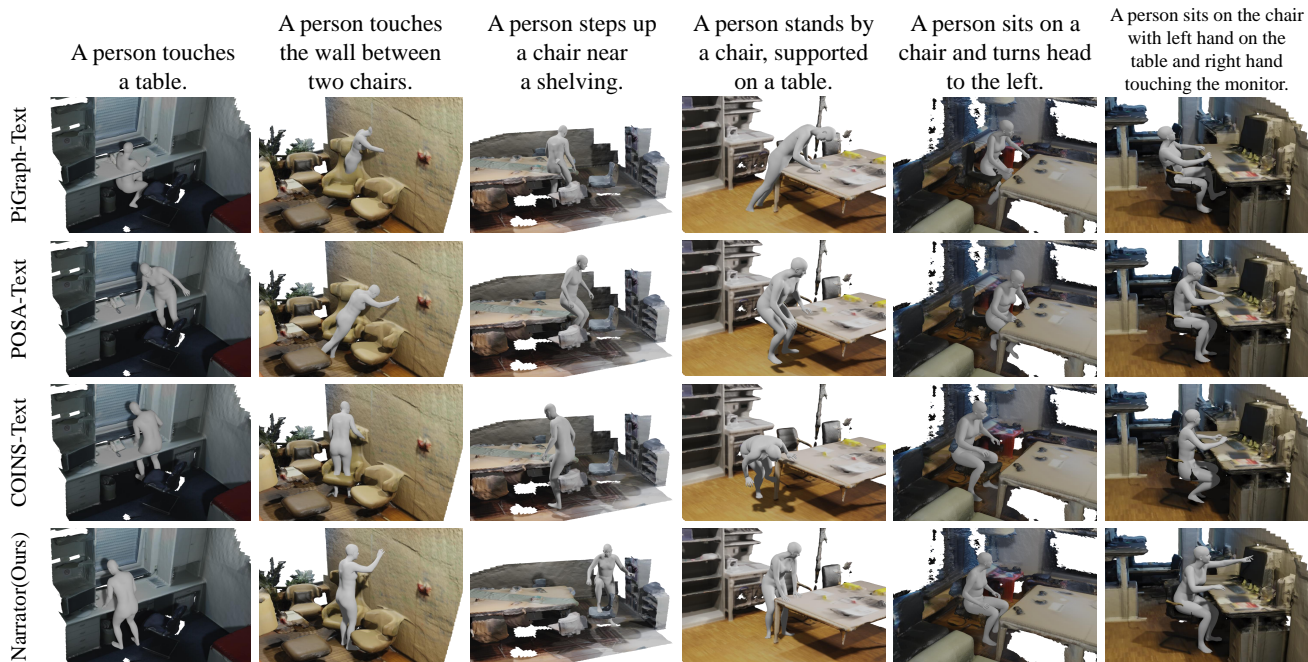 A person touches
a table.
A person touches
the wall between
two chairs.
A person steps up
a chair near
a shelving.
A person stands by
a chair, supported
on a table.
A person sits on a
chair and turns head
to the left.
A person sits on the chair
with left hand on the
table and right hand
touching the monitor.
PiGraph-Text
POSA-Text
COINS-Text
Narrator(Ours)